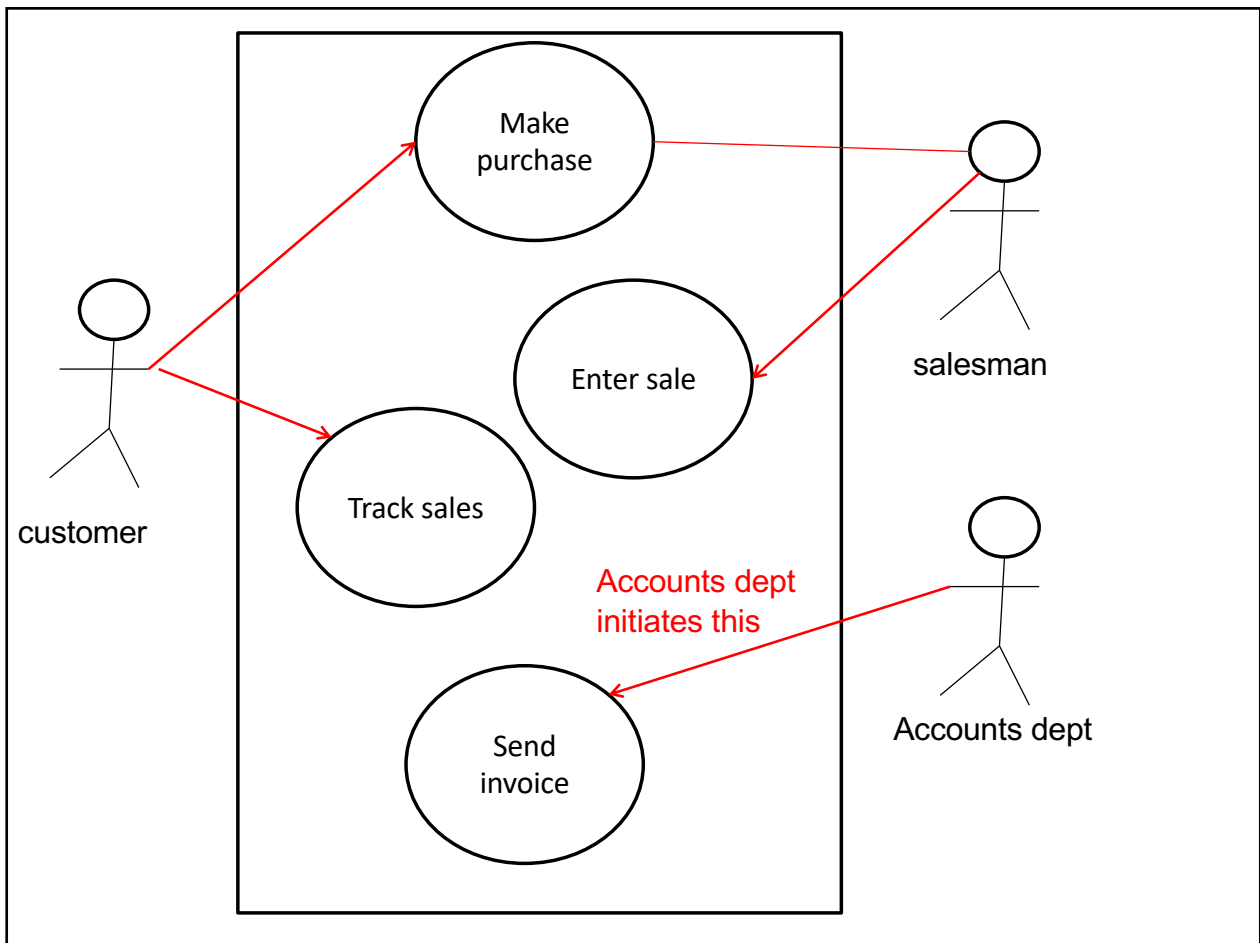 Make
purchase
salesman
Enter sale
customer
Track sales
Accounts dept
initiates this
Accounts dept
Send
invoice